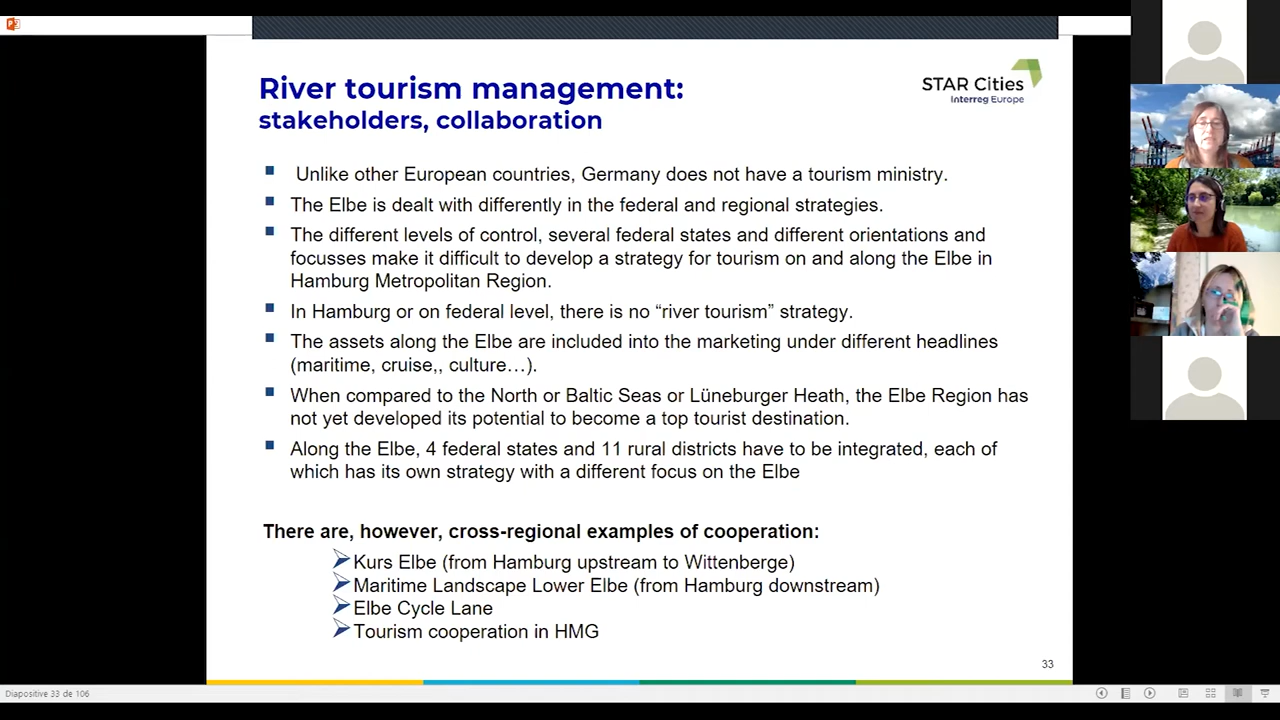 River tourism management:
stakeholders, collaboration
STAR Cities
Interreg Europe
Unlike other European countries, Germany does not have a tourism ministry.
The Elbe is dealt with differently in the federal and regional strategies.
The different levels of control, several federal states and different orientations and
focusses make it difficult to develop a strategy for tourism on and along the Elbe in
Hamburg Metropolitan Region.
In Hamburg or on federal level, there is no “river tourism” strategy.
The assets along the Elbe are included into the marketing under different headlines
(maritime, cruise,, culture…).
When compared to the North or Baltic Seas or Lüneburger Heath, the Elbe Region has
not yet developed its potential to become a top tourist destination.
Along the Elbe, 4 federal states and 11 rural districts have to be integrated, each of
which has its own strategy with a different focus on the Elbe
There are, however, cross-regional examples of cooperation:
Kurs Elbe (from Hamburg upstream to Wittenberge)
Maritime Landscape Lower Elbe (from Hamburg downstream)
Elbe Cycle Lane
Tourism cooperation in HMG
33
Diapositive 33 de 106